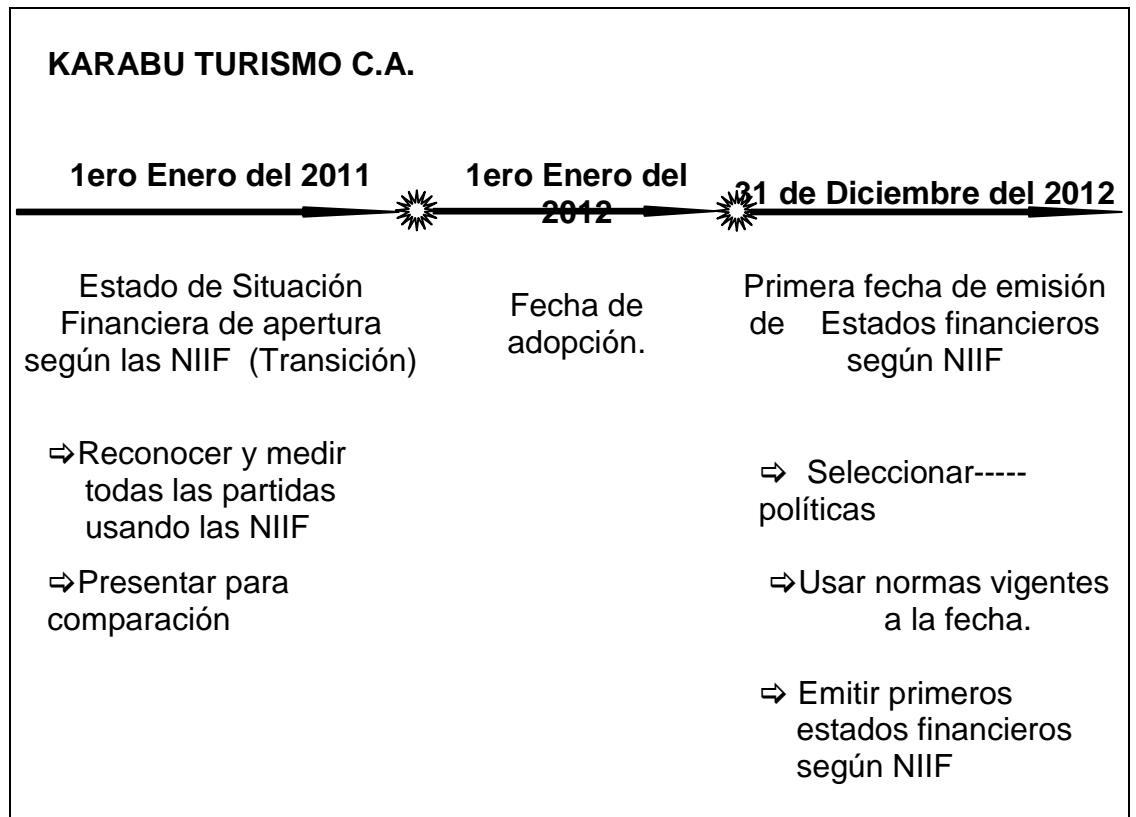 KARABU TURISMO C.A.
1ero Enero del 2011
Estado de Situación
Financiera de apertura
según las NIIF (Transición)
⇨Reconocer y medir
todas las partidas
usando las NIIF
⇨Presentar para
comparación
1ero Enero del
2012
Fecha de
adopción.
31 de Diciembre del 2012
Primera fecha de emisión
de Estados financieros
según NIIF
⇨ Seleccionar-----
políticas
⇨Usar normas vigentes
a la fecha.
⇨ Emitir primeros
estados financieros
según NIIF